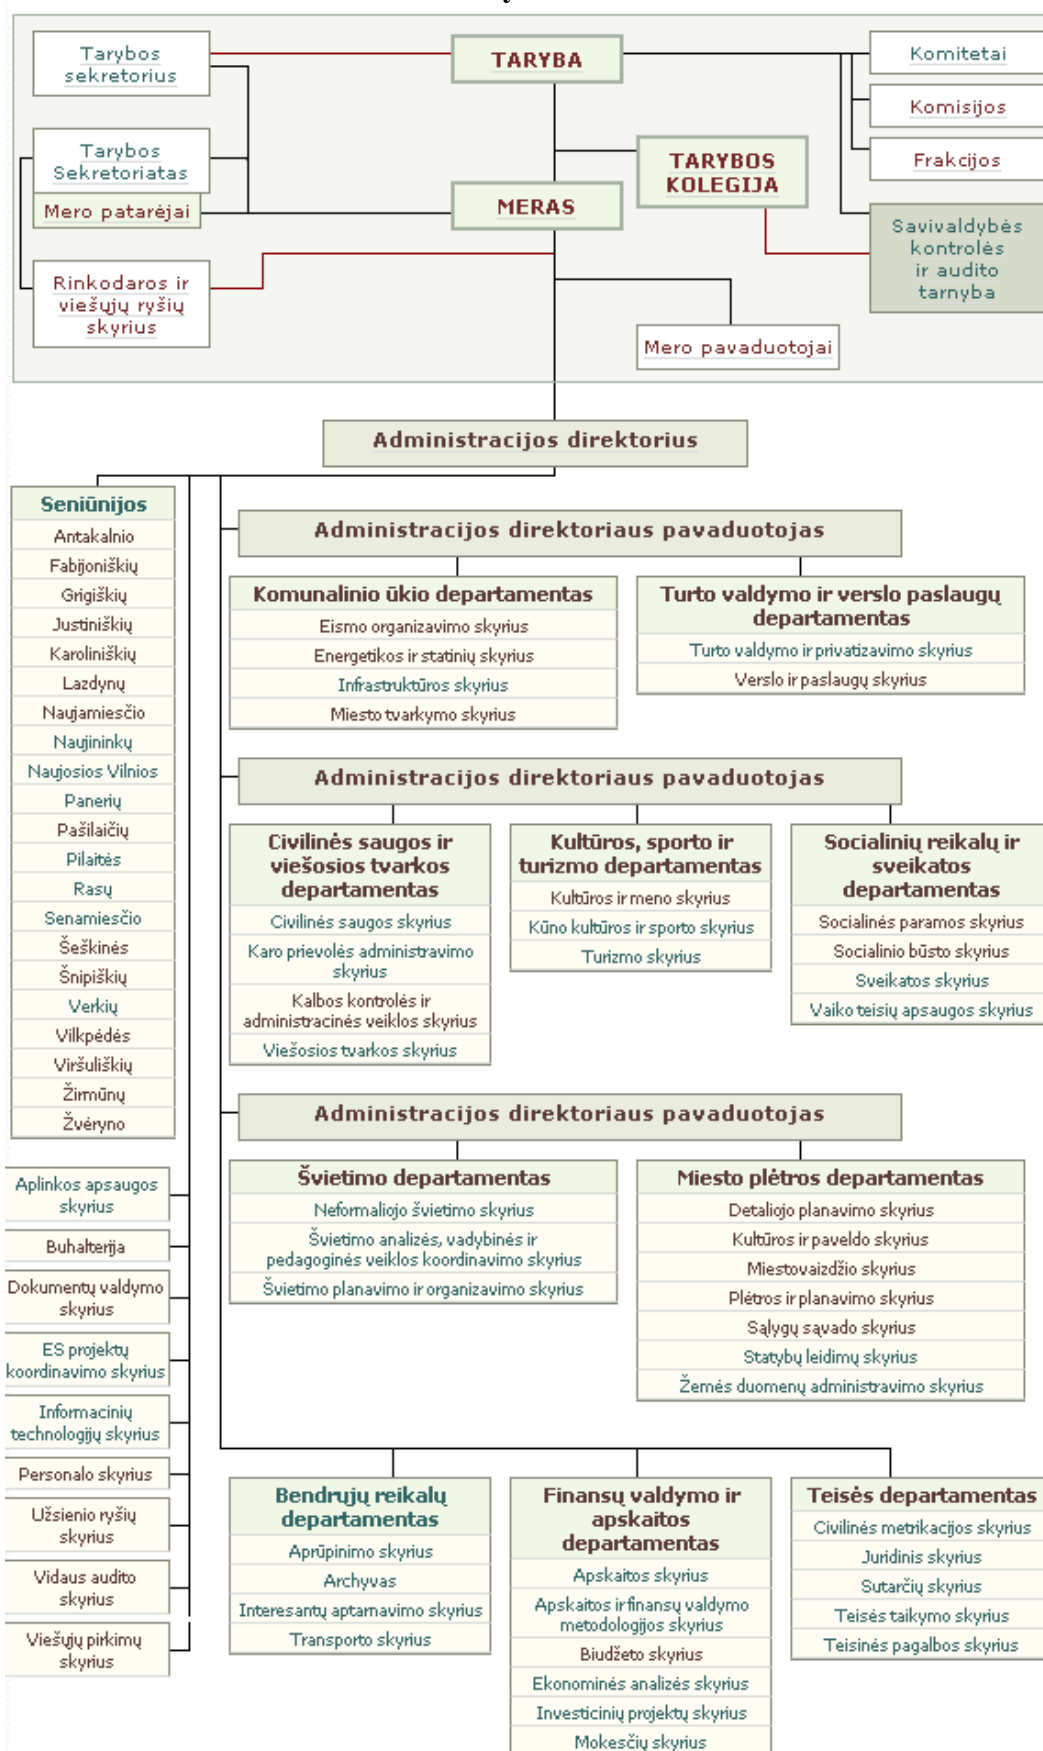 Tarybos
sekretorius
TARYBA
Komitetai
Komisijos
Frakcijos
Tarybos
Sekretoriatas
Mero patarėjai
TARYBOS
KOLEGIJA
MERAS
Savivaldybės
kontrolės
ir audito
tarnyba
Rinkodaros ir
viešųjų ryšių
skyrius
Mero pavaduotojai
Administracijos direktorius
Seniūnijos
Antakalnio
Fabijoniškių
Grigiškių
Justiniškių
Karoliniškių
Lazdynų
Naujamiesčio
Naujininkų
Naujosios Vilnios
Panerių
Pašilaičių
Pilaitės
Rasų
Senamiesčio
Šeškinės
Šnipiškių
Verkių
Vilkpėdės
Viršuliškių
Žirmūnų
Žvėryno
Aplinkos apsaugos
skyrius
Buhalterija
Dokumentų valdymo
skyrius
ES projektų
koordinavimo skyrius
Informacinių
technologijų skyrius
Personalo skyrius
Užsienio ryšių
skyrius
Vidaus audito
skyrius
Viešųjų pirkimų
skyrius
Administracijos direktoriaus pavaduotojas
Komunalinio ūkio departamentas
Eismo organizavimo skyrius
Energetikos ir statinių skyrius
Infrastruktūros skyrius
Miesto tvarkymo skyrius
Turto valdymo ir verslo paslaugų
departamentas
Turto valdymo ir privatizavimo skyrius
Verslo ir paslaugų skyrius
Administracijos direktoriaus pavaduotojas
Civilinės saugos ir
viešosios tvarkos
departamentas
Civilinės saugos skyrius
Karo prievolės administravimo
skyrius
Kalbos kontrolės ir
administracinės veiklos skyrius
Viešosios tvarkos skyrius
Kultūros, sporto ir
turizmo departamentas
Kultūros ir meno skyrius
Kūno kultūros ir sporto skyrius
Turizmo skyrius
Socialinių reikalų ir
sveikatos
departamentas
Socialinės paramos skyrius
Socialinio būsto skyrius
Sveikatos skyrius
Vaiko teisių apsaugos skyrius
Administracijos direktoriaus pavaduotojas
Švietimo departamentas
Neformaliojo švietimo skyrius
Švietimo analizės, vadybinės ir
pedagoginės veiklos koordinavimo skyrius
Švietimo planavimo ir organizavimo skyrius
Miesto plėtros departamentas
Detaliojo planavimo skyrius
Kultūros ir paveldo skyrius
Miestovaizdžio skyrius
Plėtros ir planavimo skyrius
Sąlygų sąvado skyrius
Statybų leidimų skyrius
Žemės duomenų administravimo skyrius
Bendrųjų reikalų
departamentas
Aprūpinimo skyrius
Archyvas
Interesantų aptarnavimo skyrius
Transporto skyrius
Finansų valdymo ir
apskaitos
departamentas
Apskaitos skyrius
Apskaitos ir finansų valdymo
metodologijos skyrius
Biudžeto skyrius
Ekonominės analizės skyrius
Investicinių projektų skyrius
Mokesčių skyrius
Teisės departamentas
Civilinės metrikacijos skyrius
Juridinis skyrius
Sutarčių skyrius
Teisės taikymo skyrius
Teisinės pagalbos skyrius